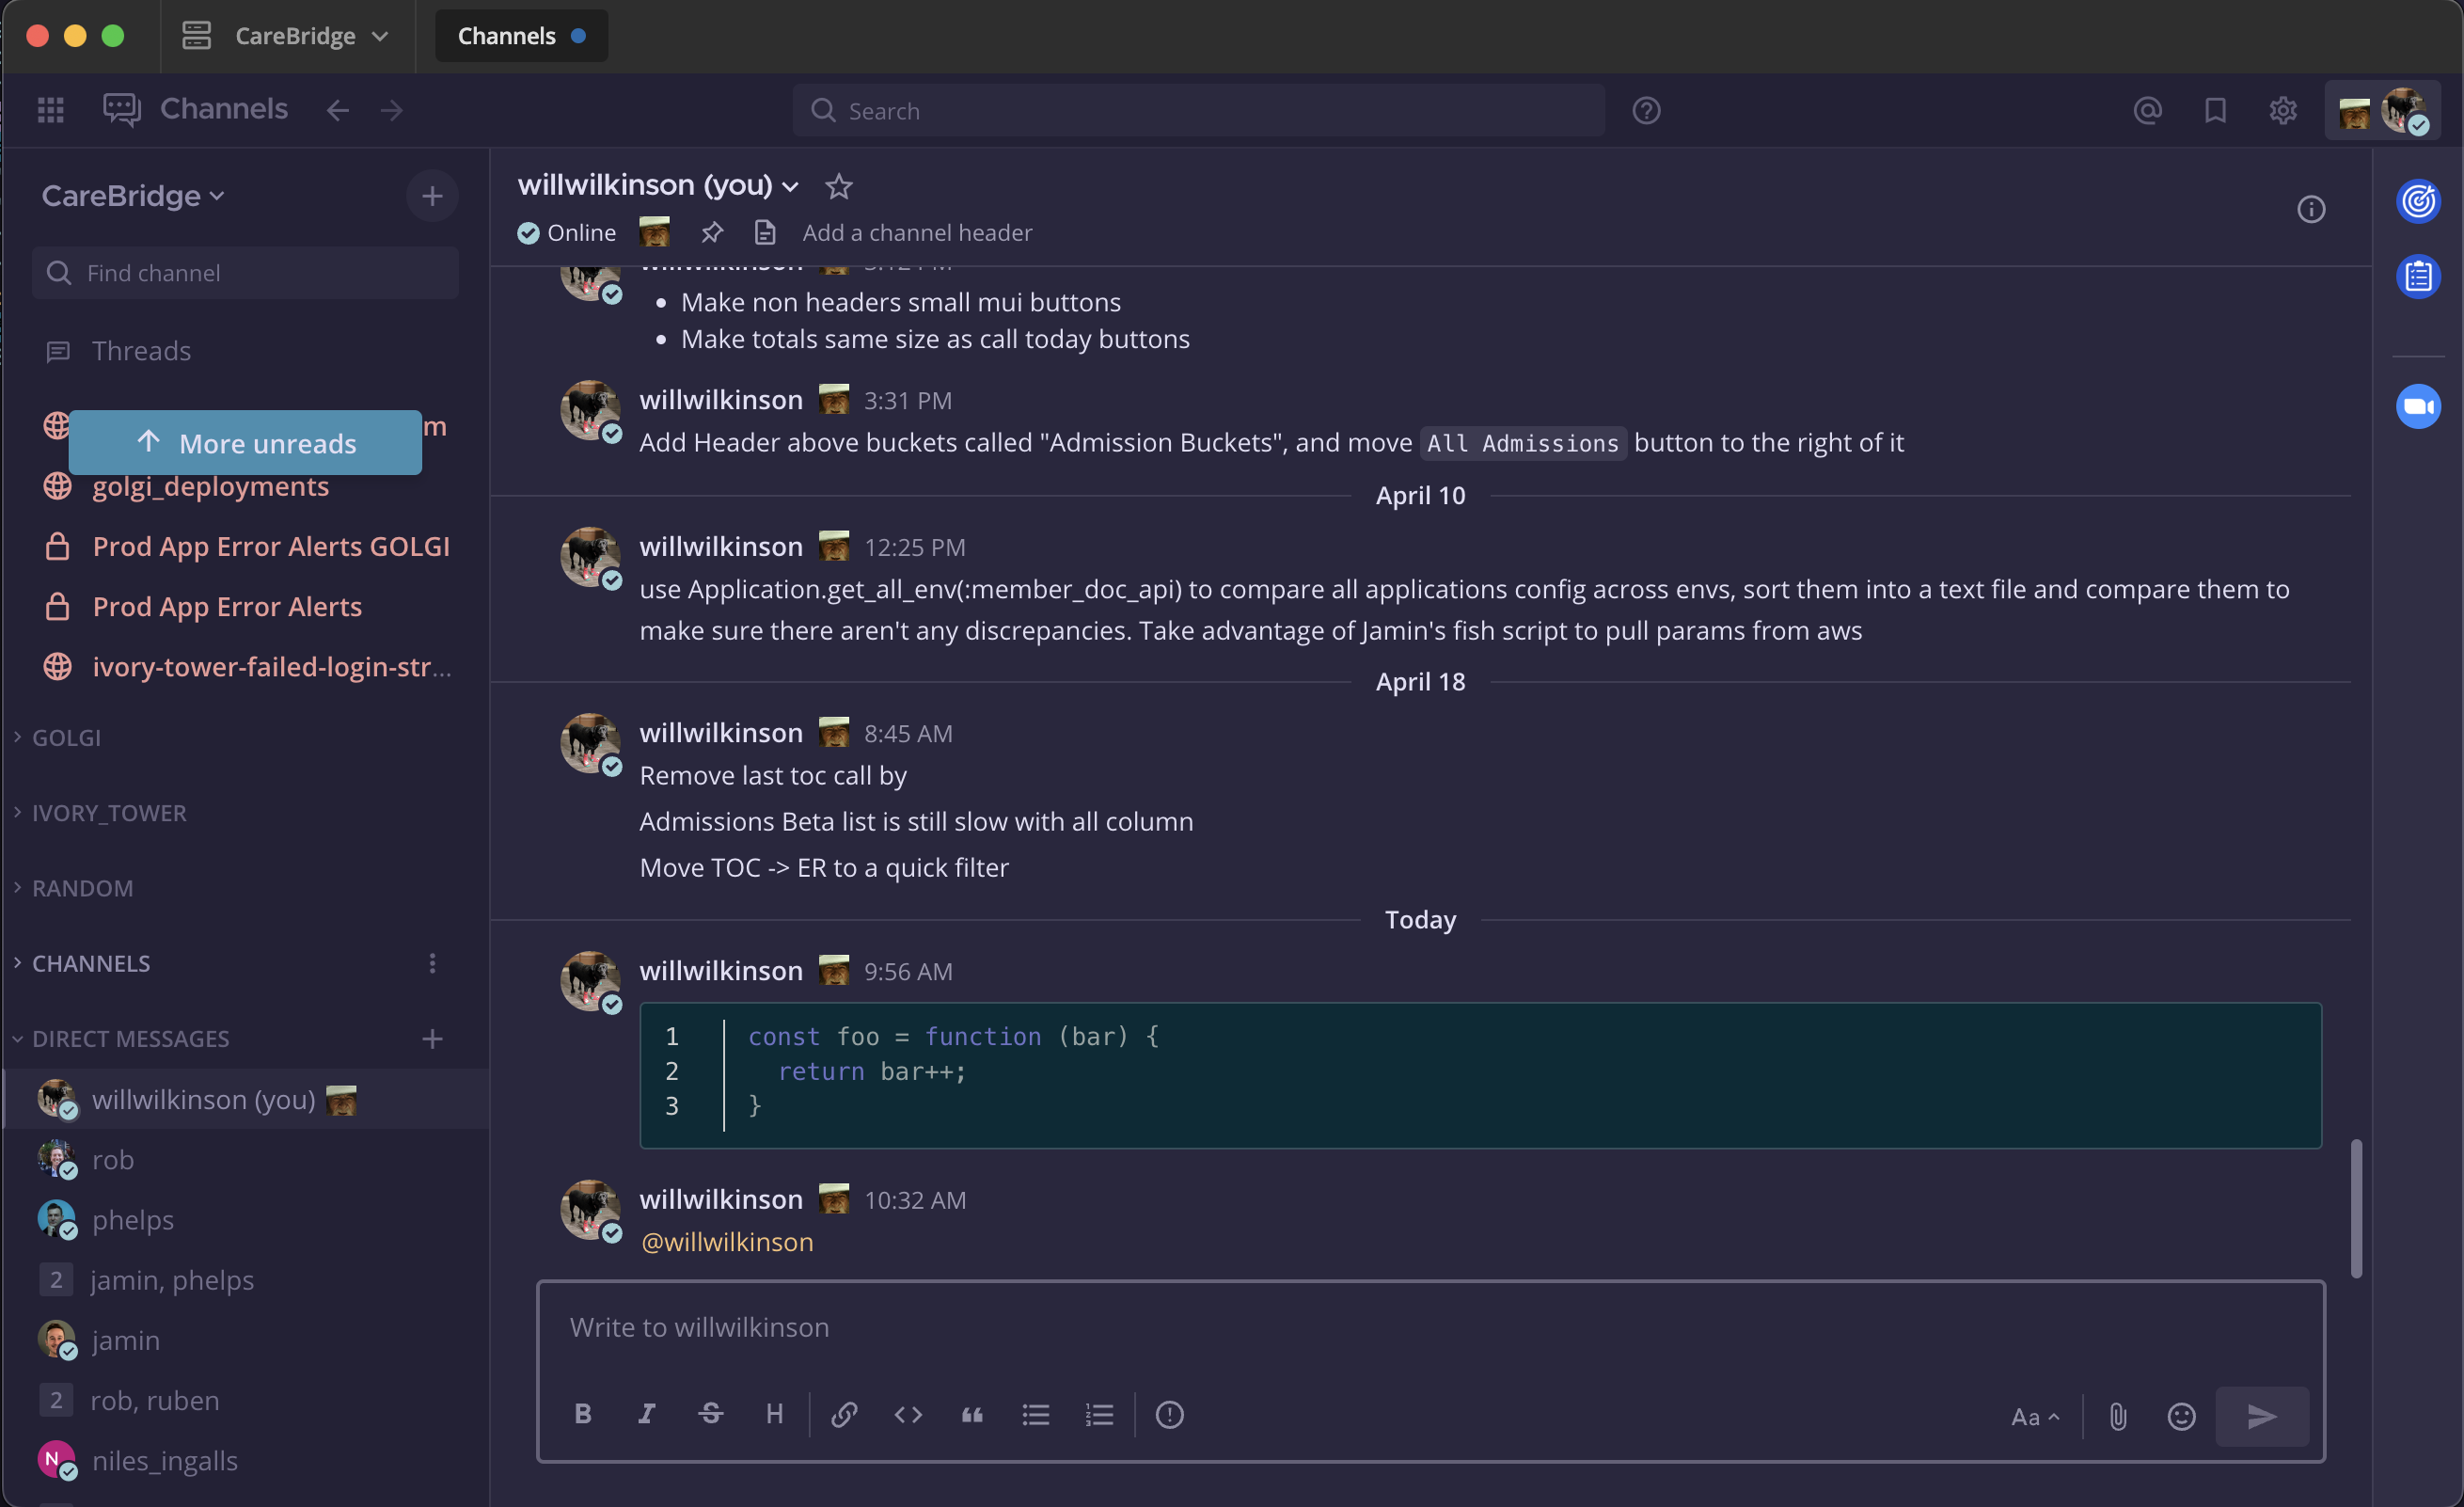 CareBridge
Channels
Channels
Search
CareBridge
Find channel
Threads
m
More unreads
golgi_deployments
Prod App Error Alerts GOLGI
Prod App Error Alerts
ivory-tower-failed-login-str...
GOLGI
IVORY_TOWER
RANDOM
CHANNELS
DIRECT MESSAGES
willwilkinson (you)
rob
phelps
2 jamin, phelps
jamin
2 rob, ruben
N niles_ingalls
willwilkinson (you)
Online Add a channel header
• Make non headers small mui buttons
• Make totals same size as call today buttons
willwilkinson 3:31 PM
Add Header above buckets called "Admission Buckets", and move All Admissions button to the right of it
April 10
willwilkinson 12:25 PM
use Application.get_all_env(:member_doc_api) to compare all applications config across envs, sort them into a text file and compare them to
make sure there aren't any discrepancies. Take advantage of Jamin's fish script to pull params from aws
April 18
willwilkinson 8:45 AM
Remove last toc call by
Admissions Beta list is still slow with all column
Move TOC -> ER to a quick filter
Today
willwilkinson 9:56 AM
1 const foo = function (bar) {
2 return bar++;
3 }
willwilkinson 10:32 AM
@willwilkinson
Write to willwilkinson
B I S H
Aa